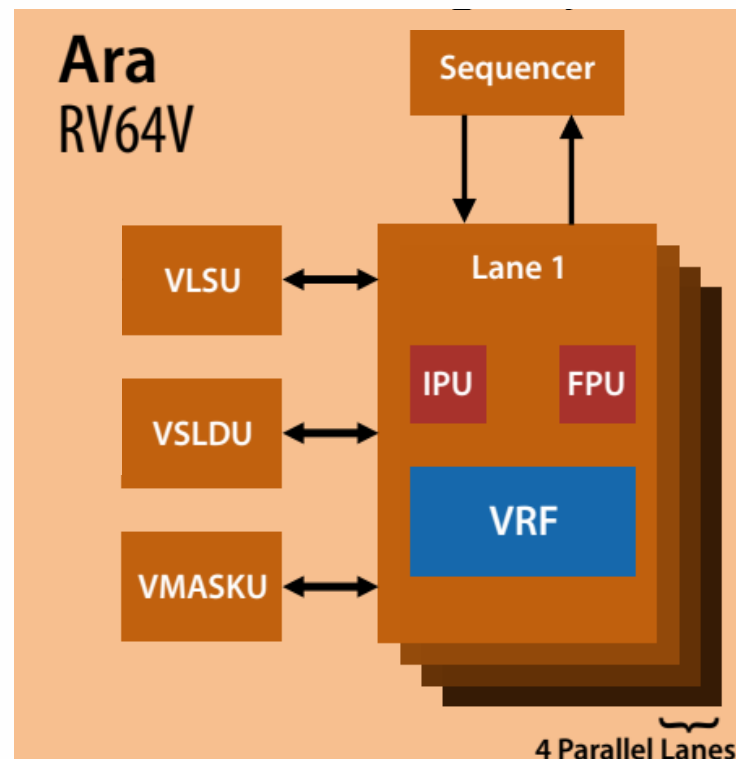 Ara
RV64V
Sequencer
Lane 1
VLSU
IPU
FPU
VSLDU
VRF
VMASKU
4 Parallel Lanes